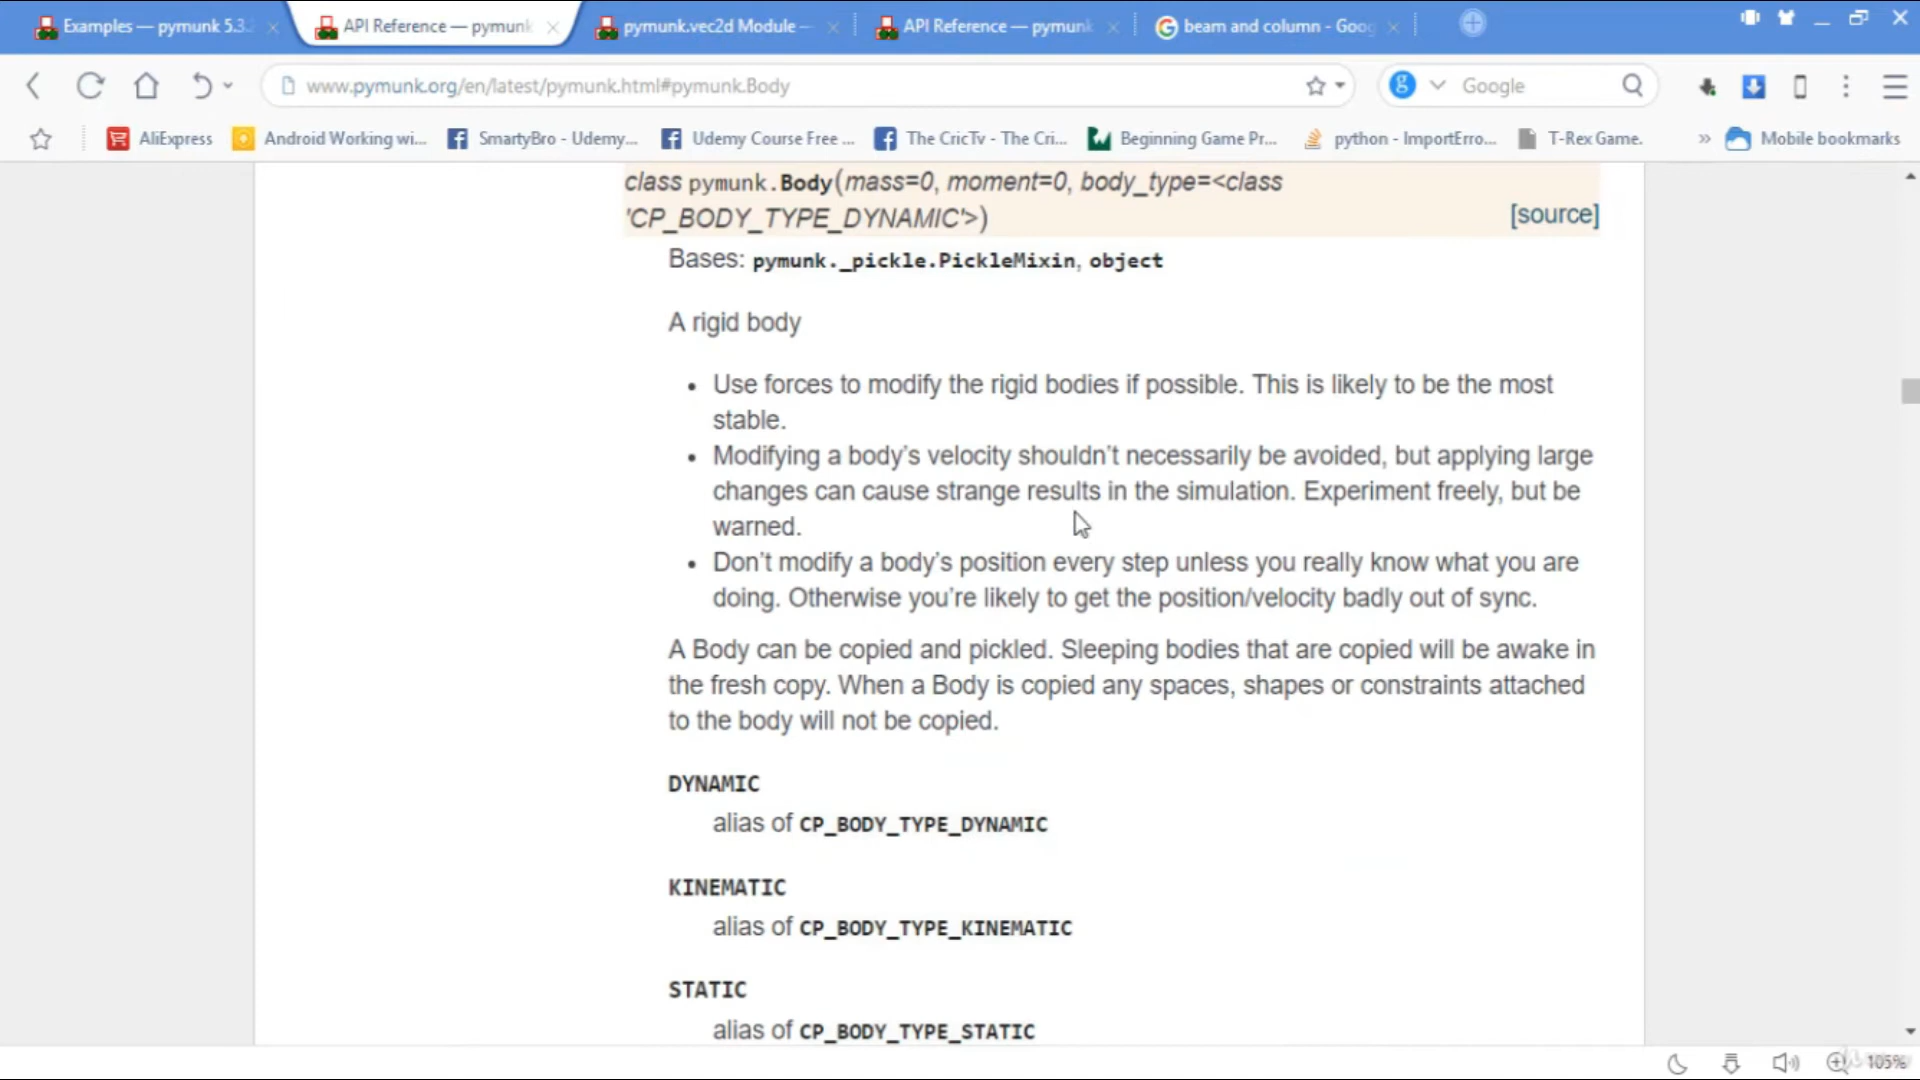 Examples — pymunk 5.3.
API Reference — pymunk
pymunk.vec2d Module —
API Reference — pymunk
beam and column - Goog
www.pymunk.org/en/latest/pymunk.html#pymunk.Body
Google
AliExpress
Android Working wi...
SmartyBro - Udemy...
Udemy Course Free ...
The CricTv - The Cri...
Beginning Game Pr...
python - ImportErro...
T-Rex Game.
»
Mobile bookmarks
class pymunk.Body(mass=0, moment=0, body_type=<class
'CP_BODY_TYPE_DYNAMIC'>)
[source]
Bases: pymunk._pickle.PickleMixin, object
A rigid body
• Use forces to modify the rigid bodies if possible. This is likely to be the most
stable.
• Modifying a body’s velocity shouldn’t necessarily be avoided, but applying large
changes can cause strange results in the simulation. Experiment freely, but be
warned.
• Don’t modify a body’s position every step unless you really know what you are
doing. Otherwise you’re likely to get the position/velocity badly out of sync.
A Body can be copied and pickled. Sleeping bodies that are copied will be awake in
the fresh copy. When a Body is copied any spaces, shapes or constraints attached
to the body will not be copied.
DYNAMIC
alias of CP_BODY_TYPE_DYNAMIC
KINEMATIC
alias of CP_BODY_TYPE_KINEMATIC
STATIC
alias of CP_BODY_TYPE_STATIC
105%